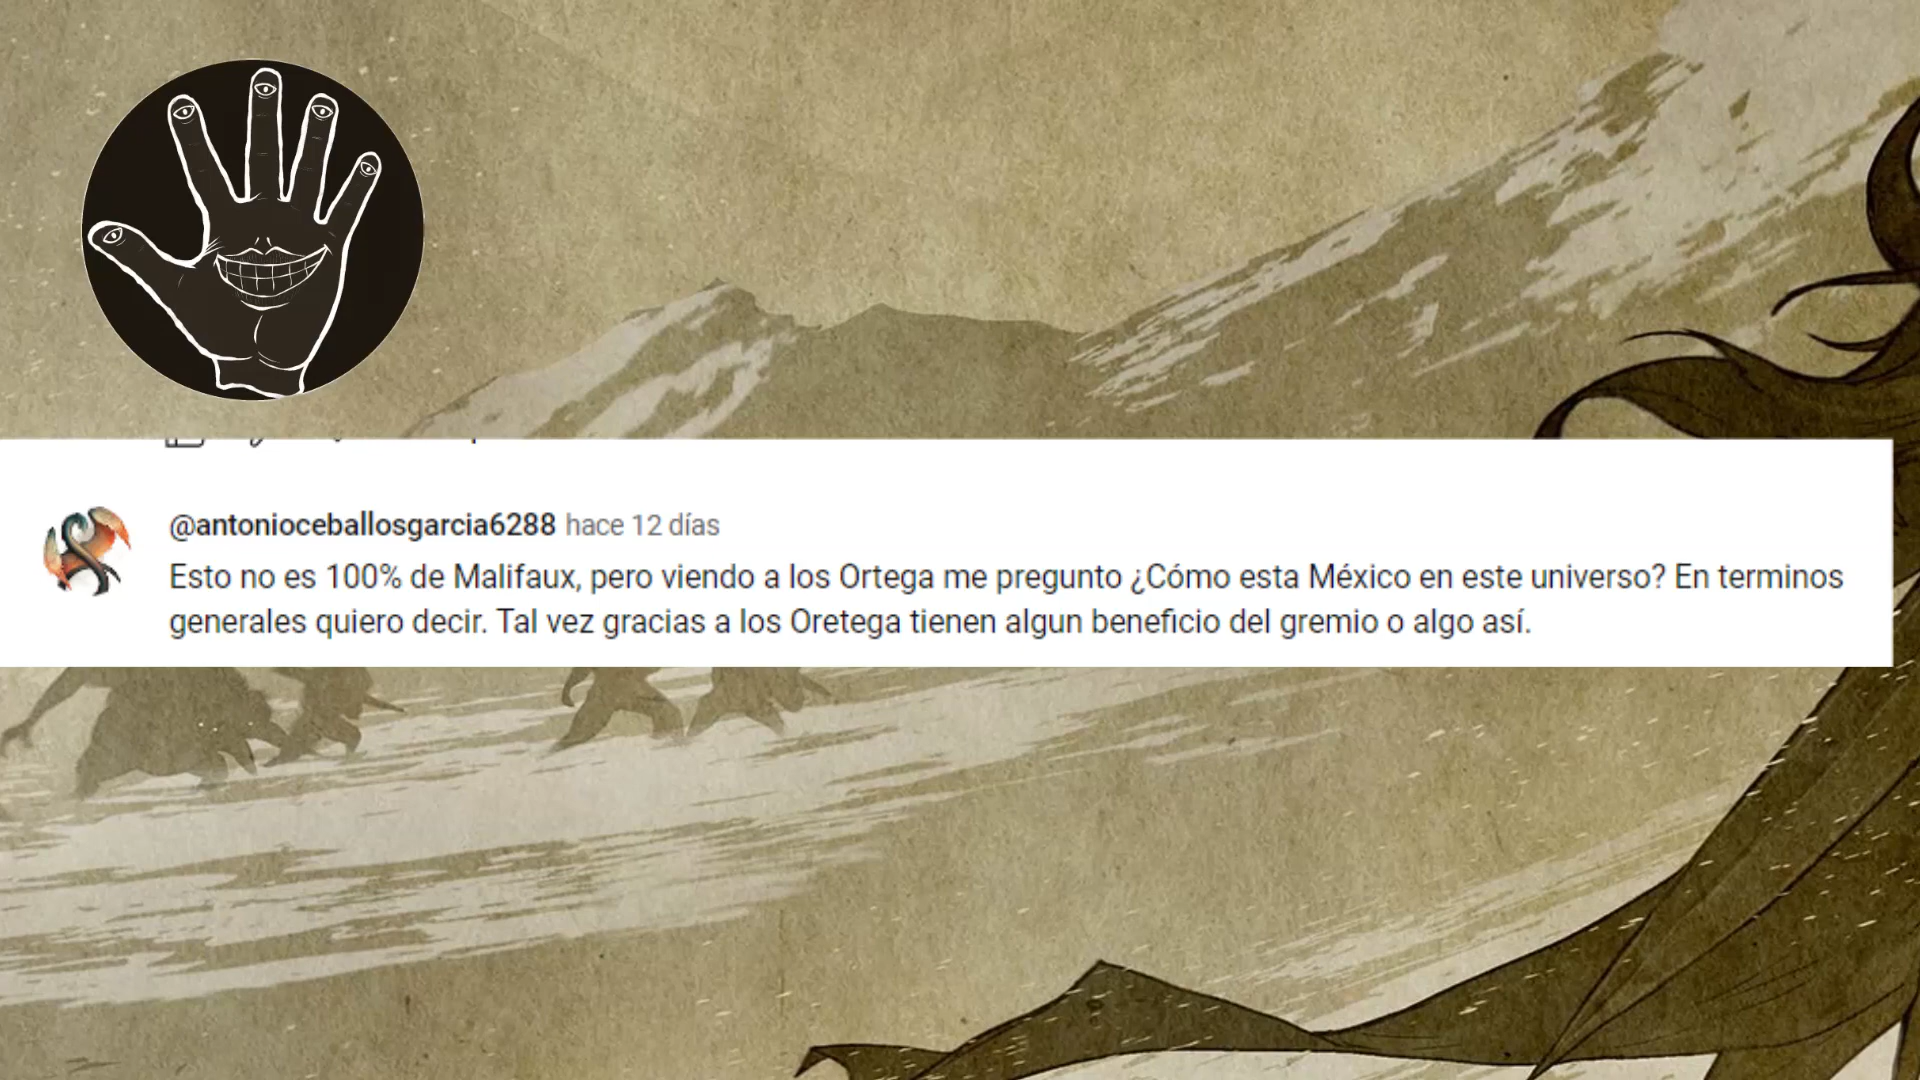 @antonioceballosgarcia6288 hace 12 días
Esto no es 100% de Malifaux, pero viendo a los Ortega me pregunto ¿Cómo esta México en este universo? En terminos
generales quiero decir. Tal vez gracias a los Oretega tienen algun beneficio del gremio o algo así.